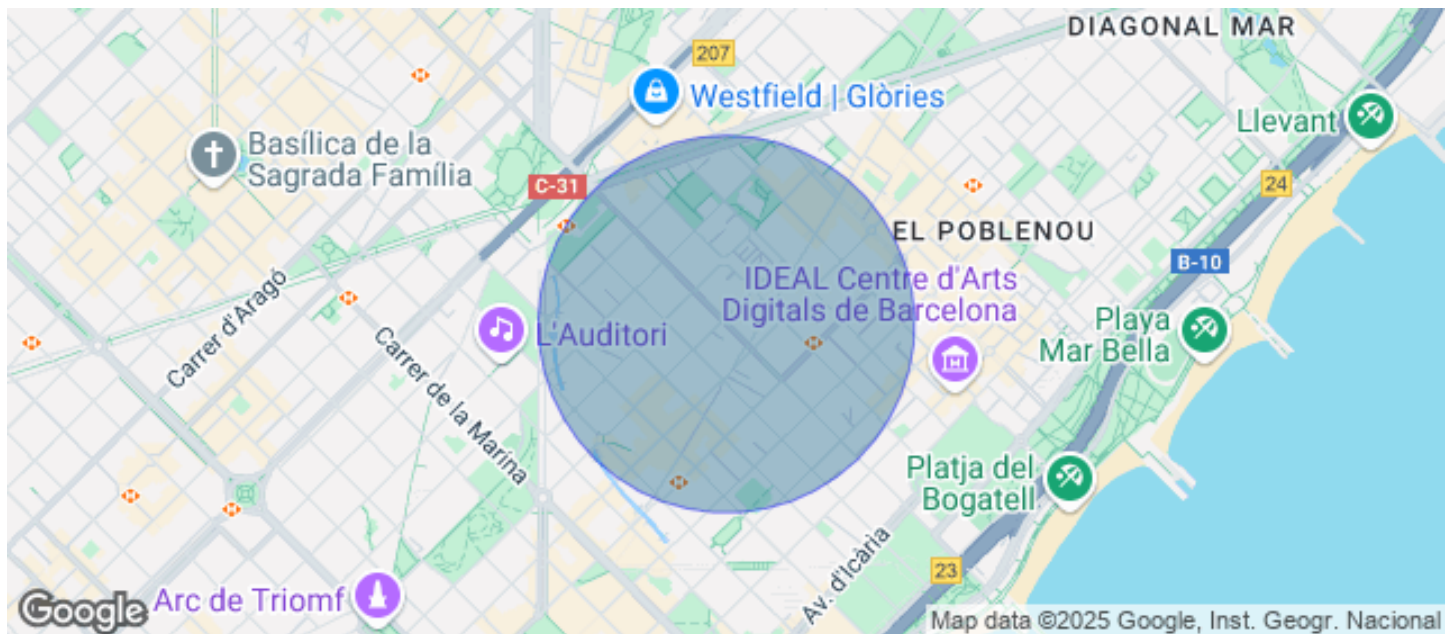 DIAGONAL MAR
207
Westfield | Glòries
Llevant
Basílica de la
Sagrada Família
C-31
24
EL POBLENOU
B-10
IDEAL Centre d'Arts
Digitals de Barcelona
Carrer d'Aragó
L'Auditori
Playa
Mar Bella
Carrer de la Marina
Platja del
Bogatell
Av. d'Icària
23
Arc de Triomf
Google
Map data ©2025 Google, Inst. Geogr. Nacional